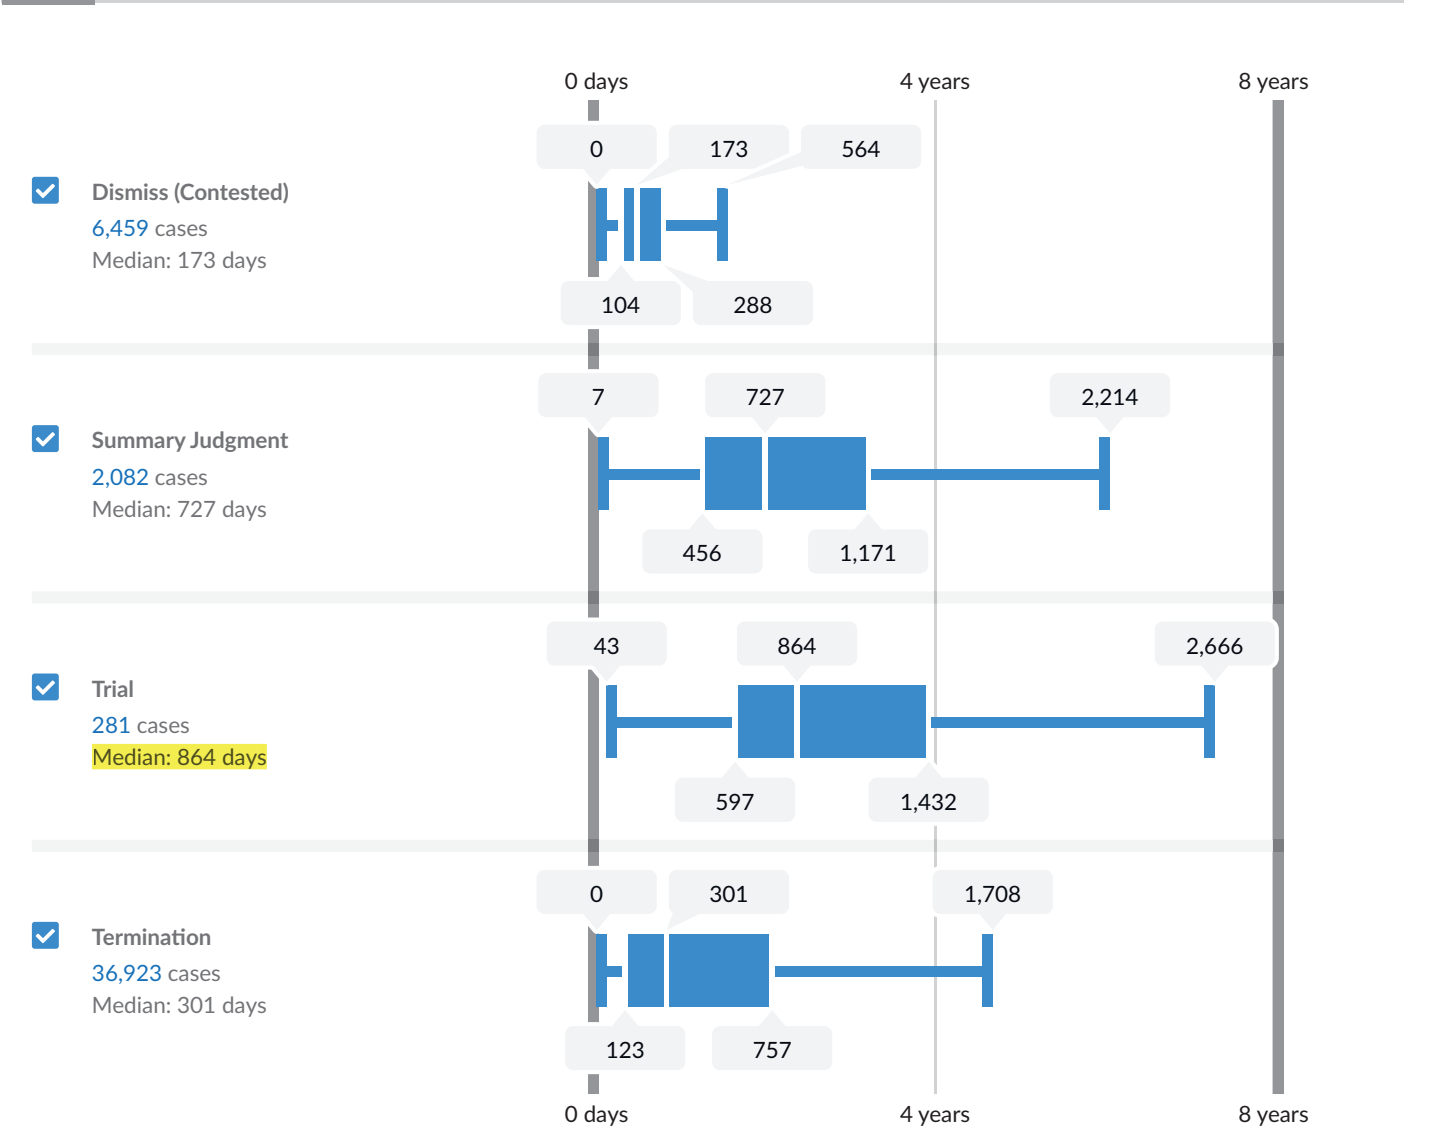 0 days 4 years 8 years
0 173 564
Dismiss (Contested)
6,459 cases
Median: 173 days
104 288
7 727 2,214
Summary Judgment
2,082 cases
Median: 727 days
456 1,171
43 864 2,666
Trial
281 cases
Median: 864 days
597 1,432
0 301 1,708
Termination
36,923 cases
Median: 301 days
123 757
0 days 4 years 8 years